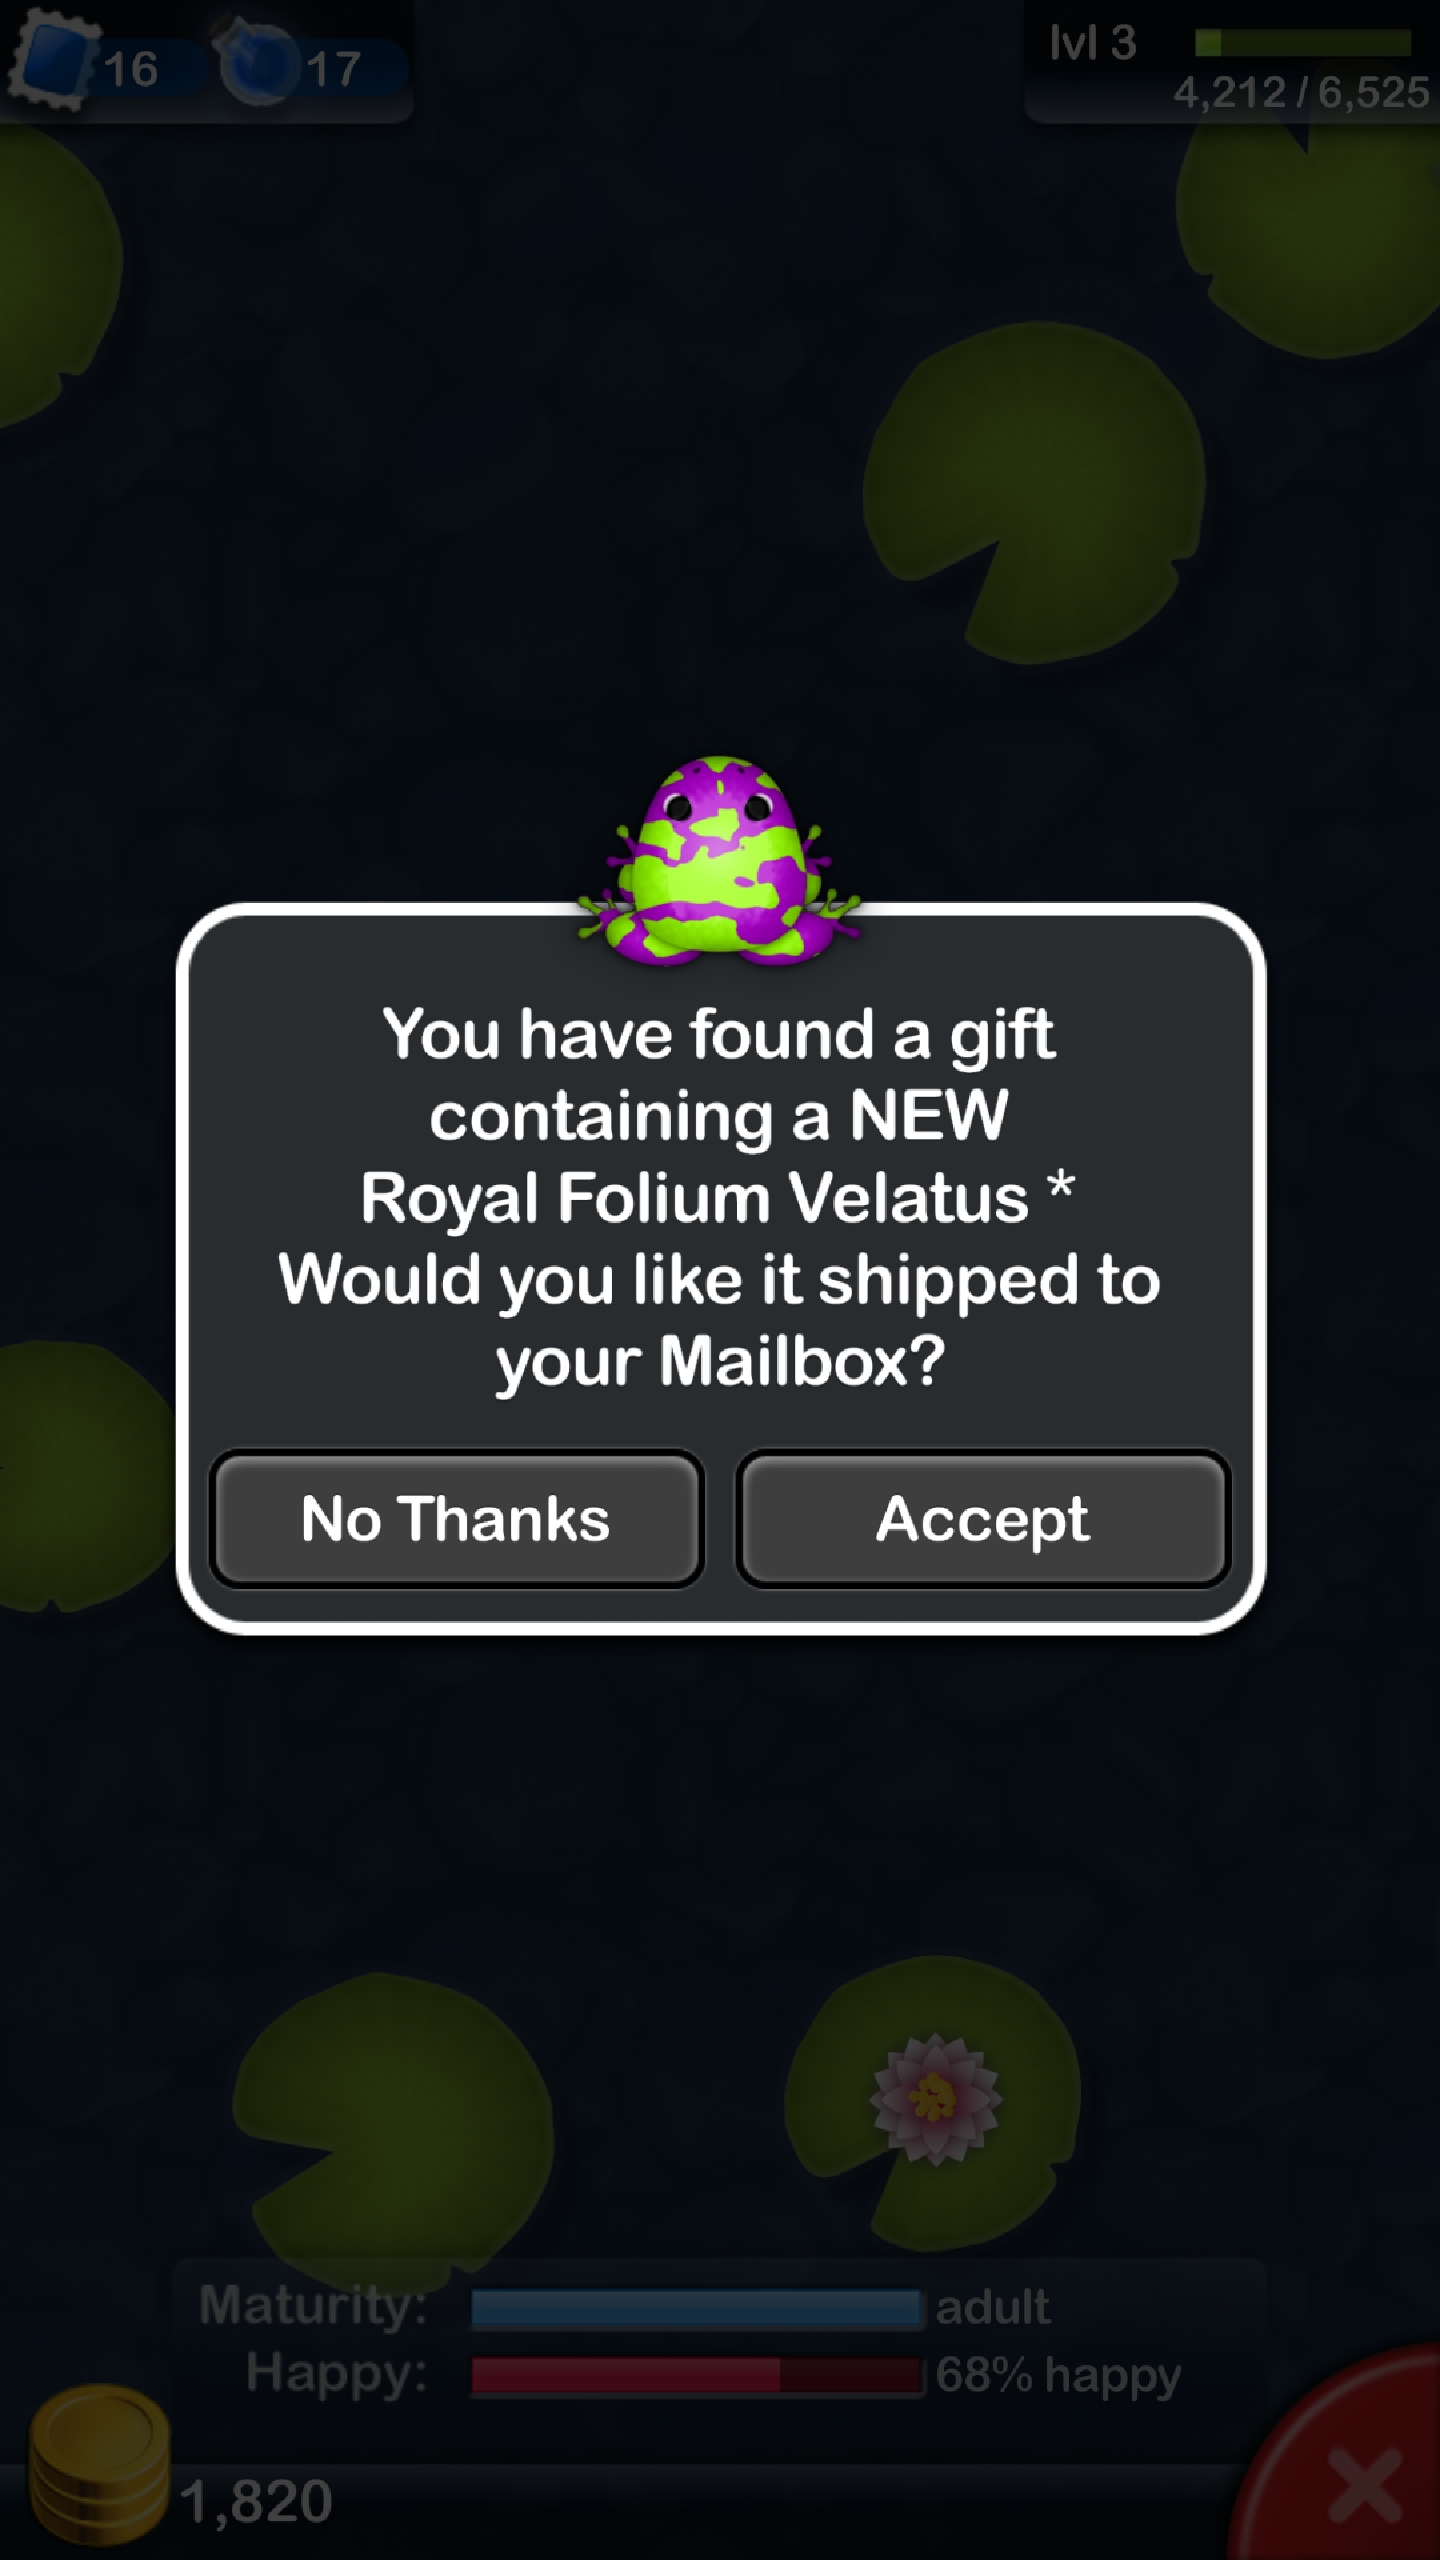 16
17
lvl 3
4,212 / 6,525
You have found a gift
containing a NEW
Royal Folium Velatus *
Would you like it shipped to
your Mailbox?
No Thanks
Accept
Maturity:
adult
Happy:
68% happy
1,820